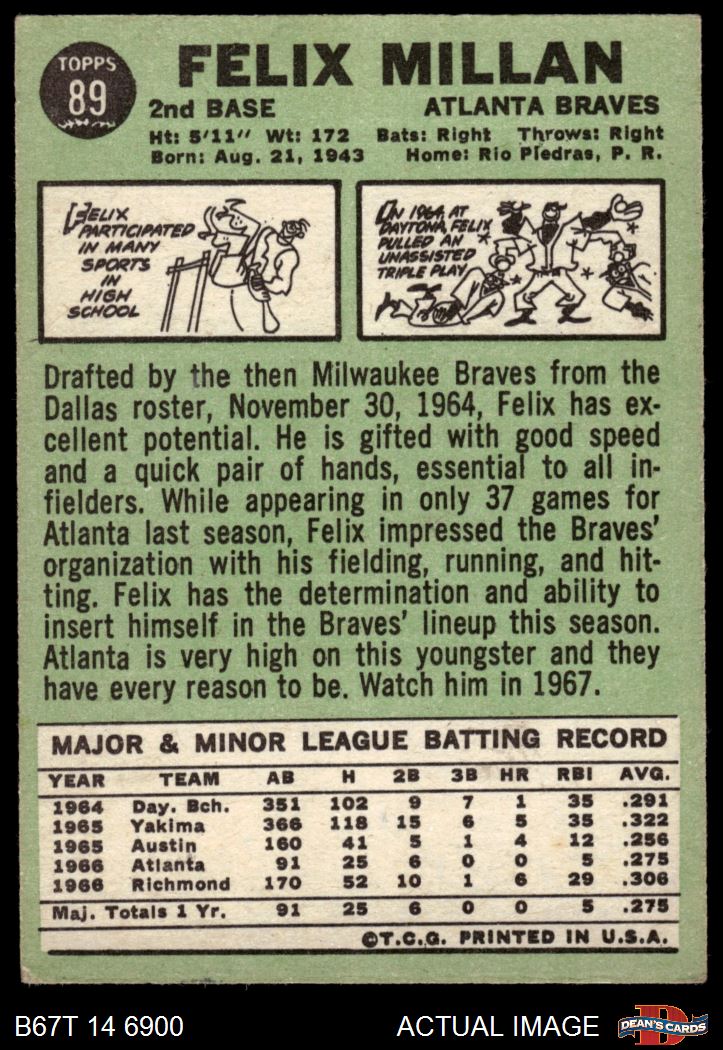 TOPPS
89
FELIX MILLAN
2nd BASE ATLANTA BRAVES
Ht: 5'11" Wt: 172 Bats: Right Throws: Right
Born: Aug. 21, 1943 Home: Rio Piedras, P. R.
FELIX
PARTICIPATED
IN MANY
SPORTS
IN
HIGH
SCHOOL
IN 1964, AT
DAYTONA, FELIX
PULLED AN
UNASSISTED
TRIPLE PLAY
Drafted by the then Milwaukee Braves from the
Dallas roster, November 30, 1964, Felix has ex-
cellent potential. He is gifted with good speed
and a quick pair of hands, essential to all in-
fielders. While appearing in only 37 games for
Atlanta last season, Felix impressed the Braves'
organization with his fielding, running, and hit-
ting. Felix has the determination and ability to
insert himself in the Braves' lineup this season.
Atlanta is very high on this youngster and they
have every reason to be. Watch him in 1967.
MAJOR & MINOR LEAGUE BATTING RECORD
YEAR TEAM AB H 2B 3B HR RBI AVG.
1964 Day. Bch. 351 102 9 7 1 35 .291
1965 Yakima 366 118 15 6 5 35 .322
1965 Austin 160 41 5 1 4 12 .256
1966 Atlanta 91 25 6 0 0 5 .275
1966 Richmond 170 52 10 1 6 29 .306
Maj. Totals 1 Yr. 91 25 6 0 0 5 .275
©T.C.G. PRINTED IN U.S.A.
B67T 14 6900 ACTUAL IMAGE DEAN'S CARDS